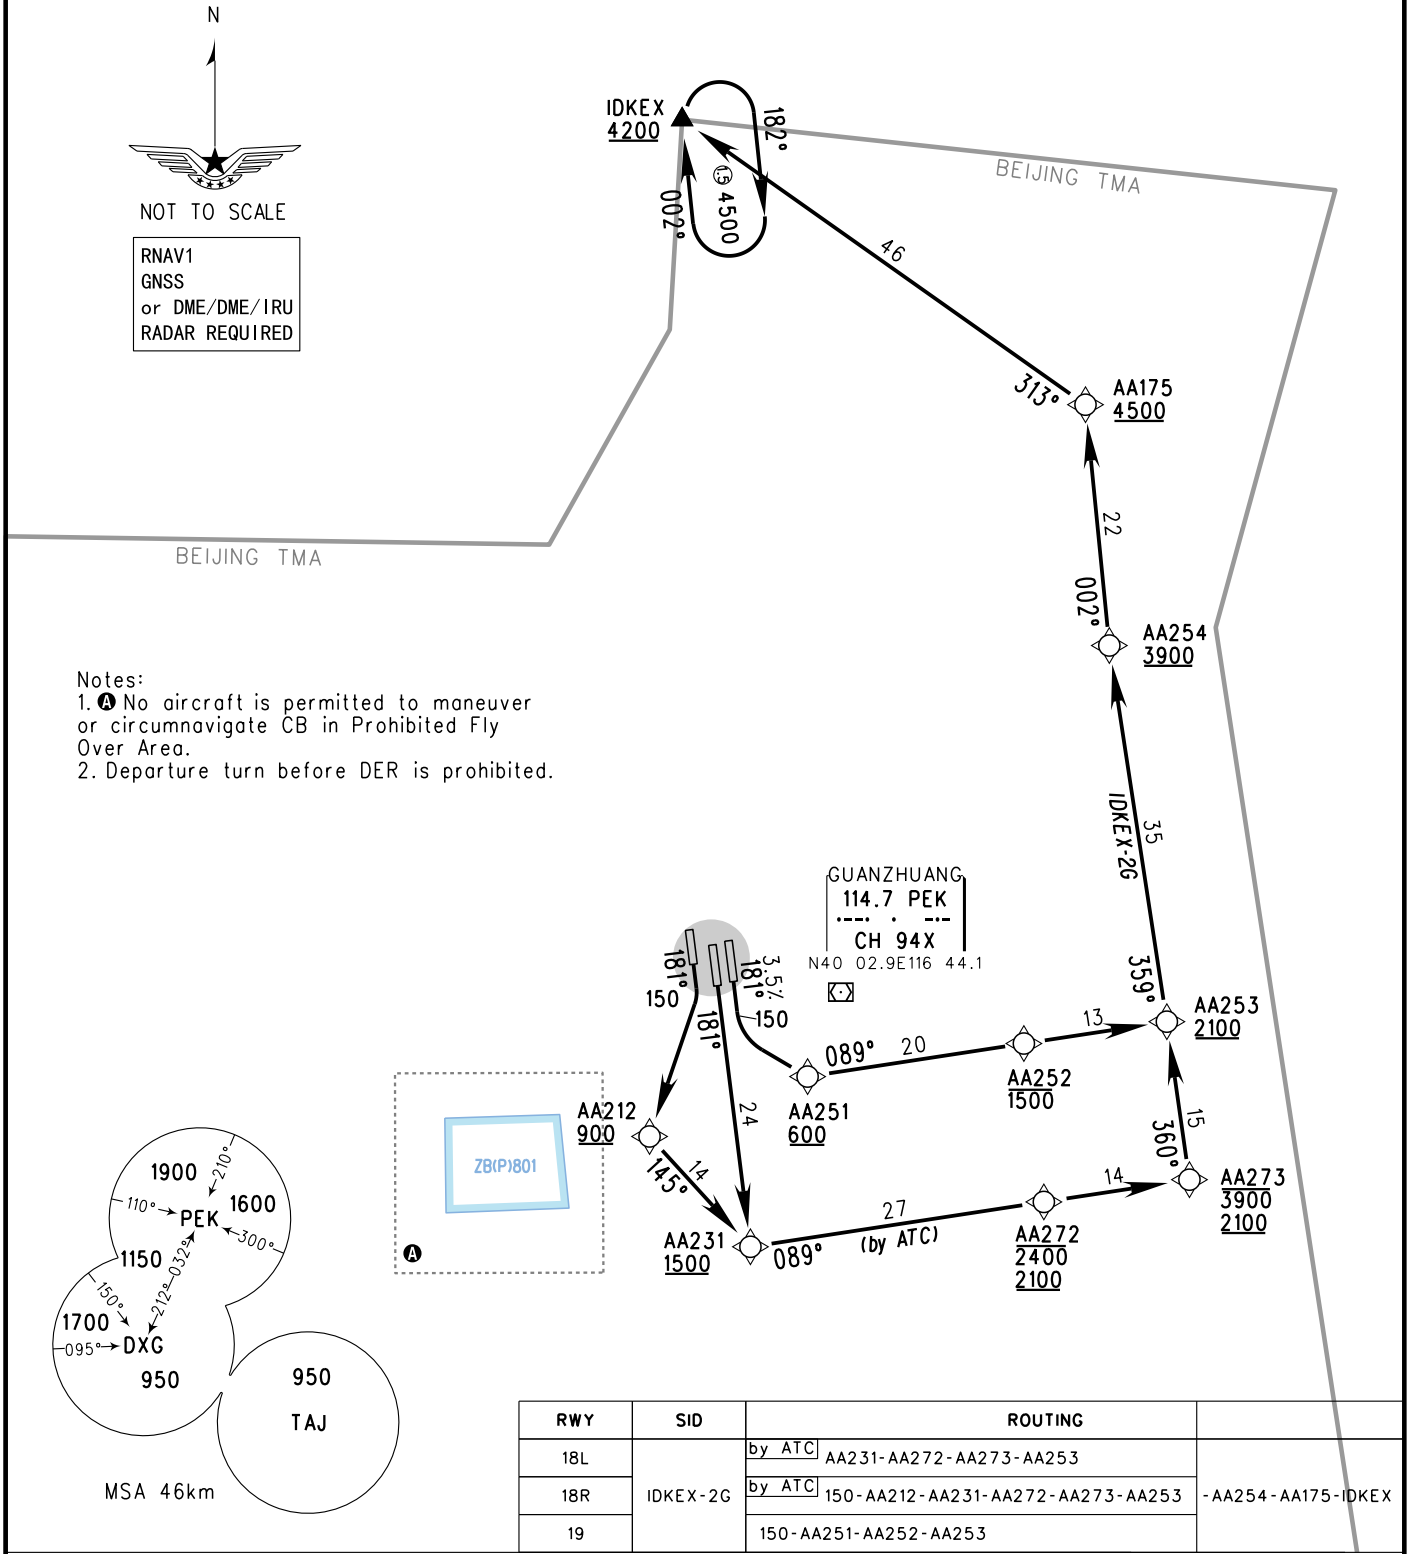 N
NOT TO SCALE
RNAV1
GNSS
or DME/DME/IRU
RADAR REQUIRED
IDKEX
4200
182°
002°
1.5 4500
BEIJING TMA
46
313°
AA175
4500
22
002°
AA254
3900
BEIJING TMA
Notes:
1. A No aircraft is permitted to maneuver
or circumnavigate CB in Prohibited Fly
Over Area.
2. Departure turn before DER is prohibited.
IDKEX-2G
35
359°
GUANZHUANG
114.7 PEK
·--· · -·-
CH 94X
N40 02.9E116 44.1
181°
150
181°
181°
3.5%
150
AA253
2100
13
089°
20
AA252
1500
AA251
600
24
AA212
900
145°
14
15
360°
AA273
3900
2100
14
27
(by ATC)
089°
AA272
2400
2100
AA231
1500
ZB(P)801
A
1900
210°
110°
PEK
1600
300°
1150
032°
212°
150°
1700
095°
DXG
950
950
TAJ
MSA 46km
RWY SID ROUTING
18L by ATC AA231-AA272-AA273-AA253
18R IDKEX-2G by ATC 150-AA212-AA231-AA272-AA273-AA253 -AA254-AA175-IDKEX
19 150-AA251-AA252-AA253